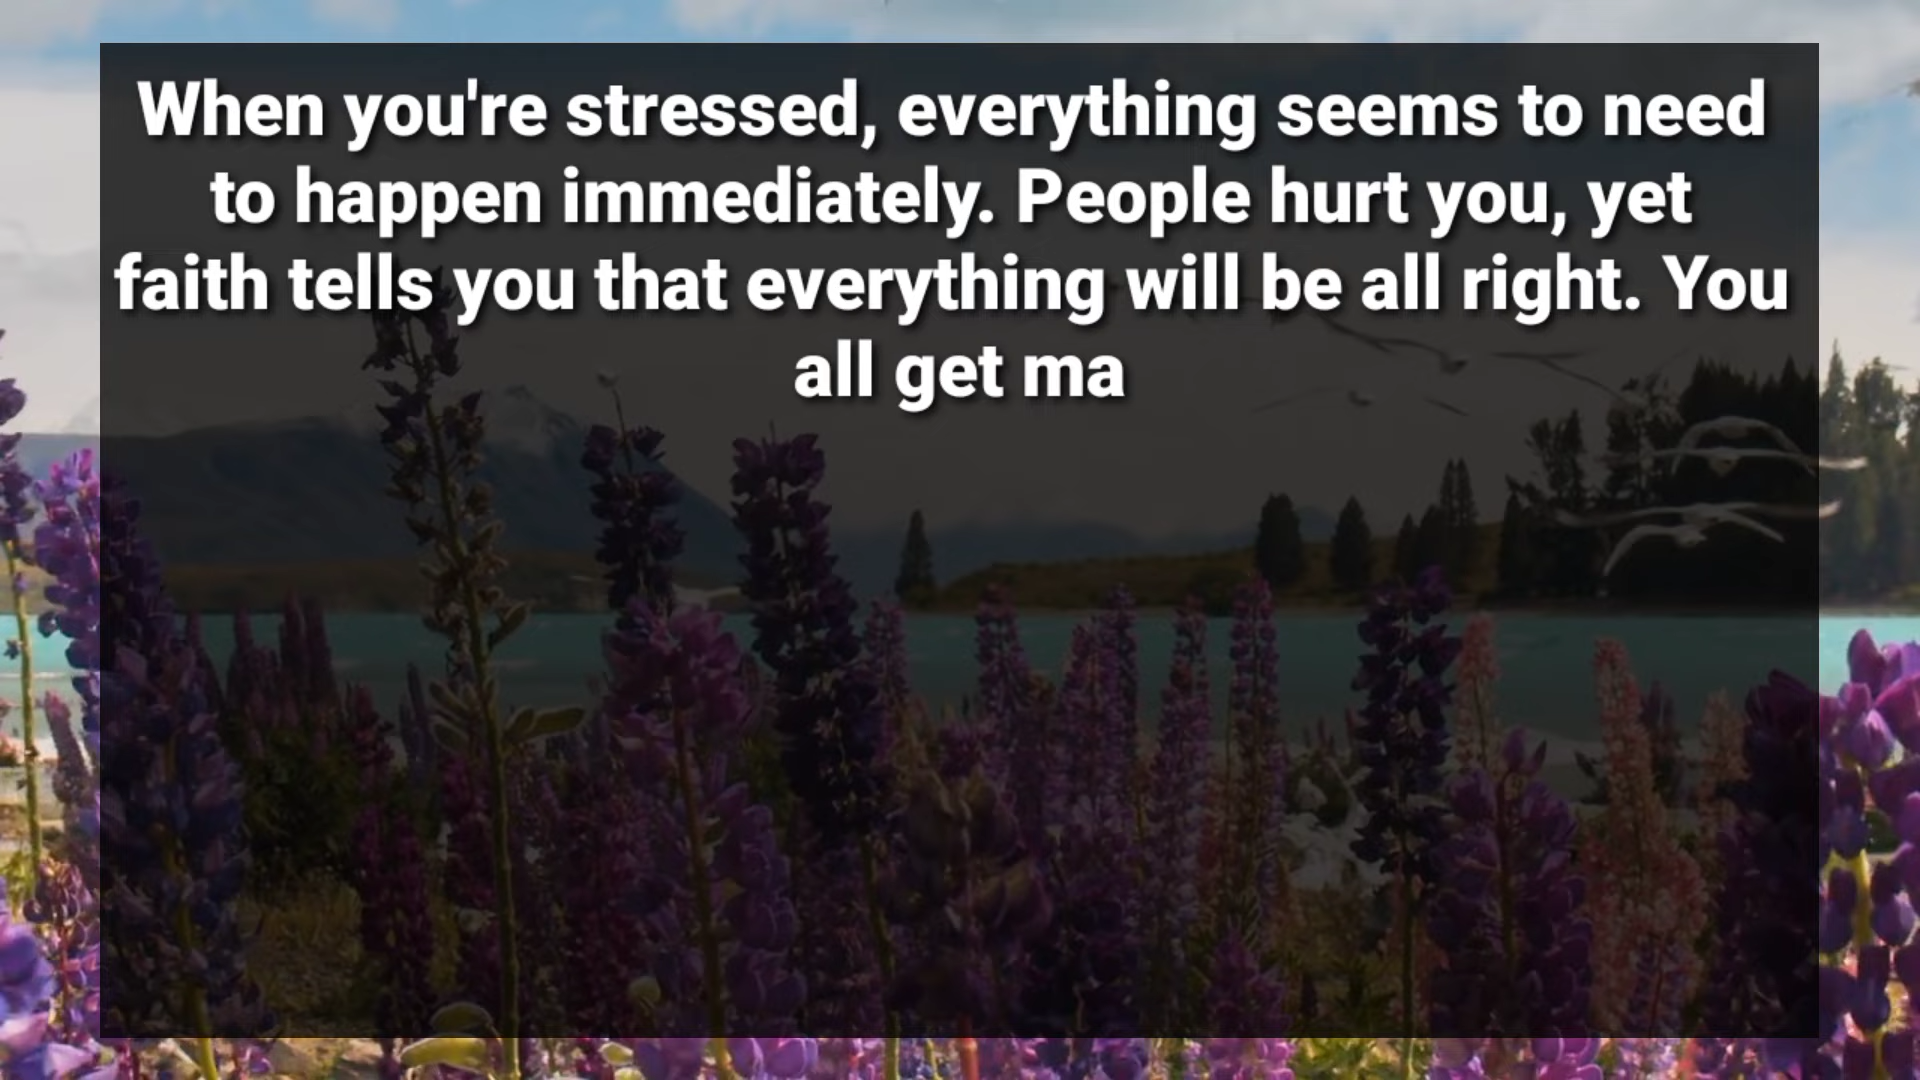 When you're stressed, everything seems to need
to happen immediately. People hurt you, yet
faith tells you that everything will be all right. You
all get ma